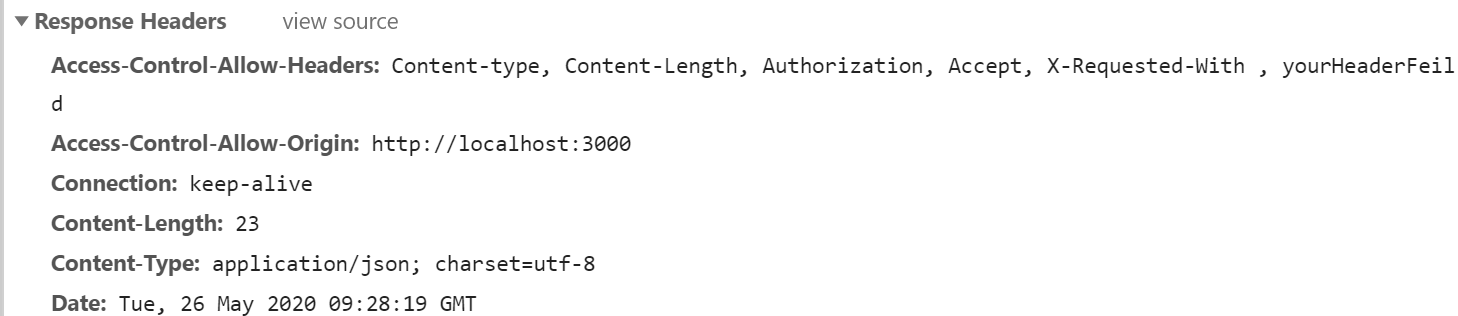 ▼ Response Headers view source
Access-Control-Allow-Headers: Content-type, Content-Length, Authorization, Accept, X-Requested-With , yourHeaderFeil
d
Access-Control-Allow-Origin: http://localhost:3000
Connection: keep-alive
Content-Length: 23
Content-Type: application/json; charset=utf-8
Date: Tue, 26 May 2020 09:28:19 GMT